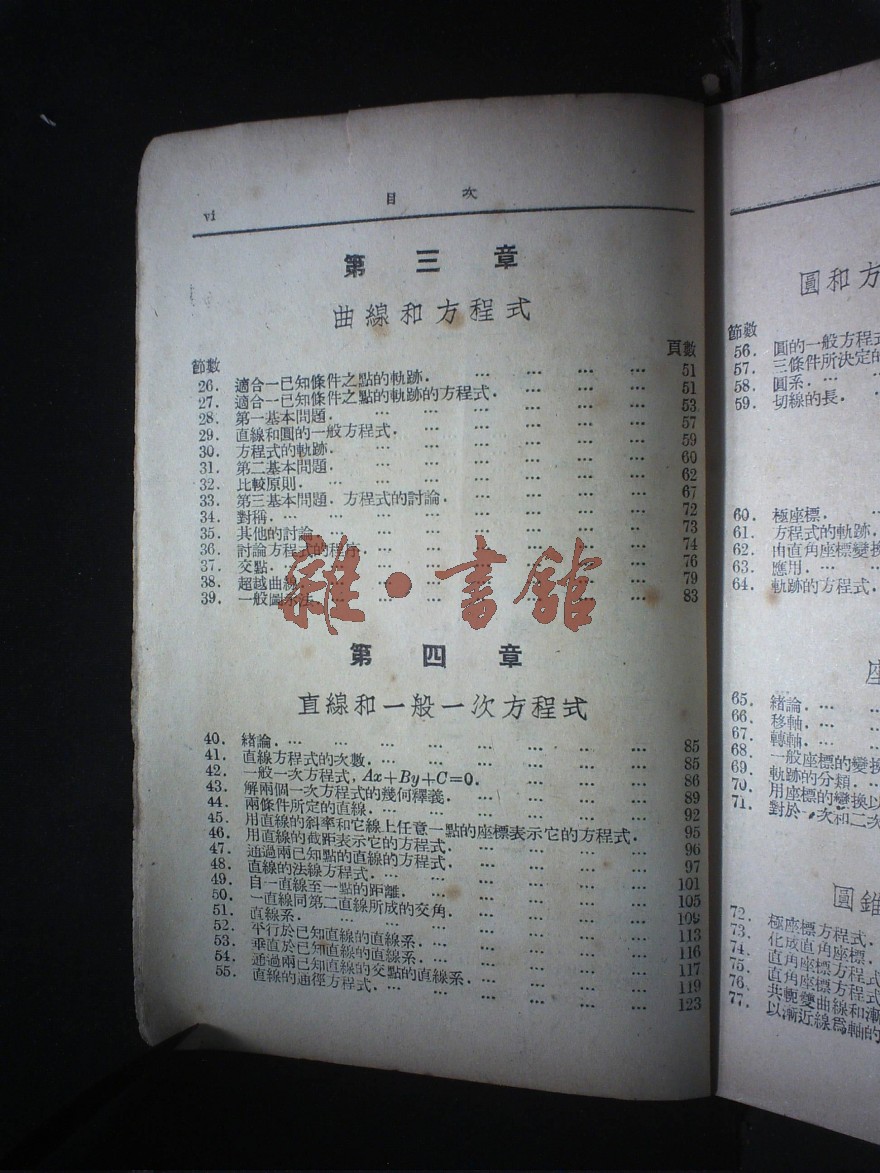 vi 目 次
第 三 章
曲線和方程式
節數 頁數
26. 適合一已知條件之點的軌跡. … … … … 51
27. 適合一已知條件之點的軌跡的方程式. … … … 51
28. 第一基本問題. … … … … … … 53
29. 直線和圓的一般方程式. … … … … … 57
30. 方程式的軌跡. … … … … … … 59
31. 第二基本問題. … … … … … … 60
32. 比較原則. … … … … … … … 62
33. 第三基本問題. 方程式的討論. … … … … 67
34. 對稱. … … … … … … … … 72
35. 其他的討論. … … … … … … 73
36. 討論方程式的程序. … … … … … 74
37. 交點. … … … … … … … 76
38. 超越曲線. … … … … … … 79
39. 一般圖示法. … … … … … … 83
第 四 章
直線和一般一次方程式
40. 緒論. … … … … … … … … 85
41. 直線方程式的次數. … … … … … 85
42. 一般一次方程式, Ax+By+C=0. … … … 86
43. 解兩個一次方程式的幾何釋義. … … … … 89
44. 兩條件所定的直線. … … … … … 92
45. 用直線的斜率和它線上任意一點的座標表示它的方程式. 95
46. 用直線的截距表示它的方程式. … … … … 96
47. 通過兩已知點的直線的方程式. … … … … 97
48. 直線的法線方程式. … … … … … 101
49. 自一直線至一點的距離. … … … … … 105
50. 一直線同第二直線所成的交角. … … … … 109
51. 直線系. … … … … … … … 113
52. 平行於已知直線的直線系. … … … … … 116
53. 垂直於已知直線的直線系. … … … … … 117
54. 通過兩已知直線的交點的直線系. … … … … 119
55. 直線的通徑方程式. … … … … … 123
圓和方
節數
56. 圓的一般方程式
57. 三條件所決定的
58. 圓系. … …
59. 切線的長. …
60. 極座標. …
61. 方程式的軌跡.
62. 由直角座標變換
63. 應用. …
64. 軌跡的方程式.
座
65. 緒論. … …
66. 移軸. … …
67. 轉軸. … …
68. 一般座標的變換
69. 軌跡的分類. …
70. 用座標的變換以
71. 對於一次和二次
圓錐
72. 極座標方程式.
73. 化成直角座標.
74. 直角座標方程式
75. 直角座標方程式
76. 共軛雙曲線和漸
77. 以漸近線爲軸的
雜·書館